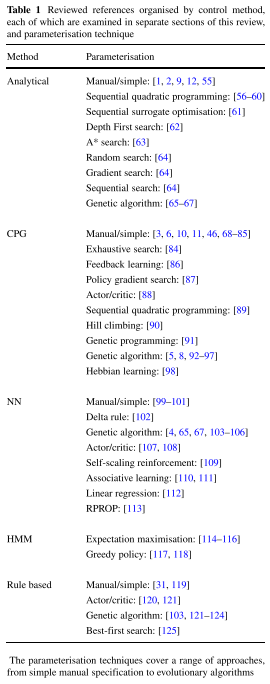 Table 1 Reviewed references organised by control method,
each of which are examined in separate sections of this review,
and parameterisation technique
Method Parameterisation
Analytical Manual/simple: [1, 2, 9, 12, 55]
Sequential quadratic programming: [56–60]
Sequential surrogate optimisation: [61]
Depth First search: [62]
A* search: [63]
Random search: [64]
Gradient search: [64]
Sequential search: [64]
Genetic algorithm: [65–67]
CPG Manual/simple: [3, 6, 10, 11, 46, 68–85]
Exhaustive search: [84]
Feedback learning: [86]
Policy gradient search: [87]
Actor/critic: [88]
Sequential quadratic programming: [89]
Hill climbing: [90]
Genetic programming: [91]
Genetic algorithm: [5, 8, 92–97]
Hebbian learning: [98]
NN Manual/simple: [99–101]
Delta rule: [102]
Genetic algorithm: [4, 65, 67, 103–106]
Actor/critic: [107, 108]
Self-scaling reinforcement: [109]
Associative learning: [110, 111]
Linear regression: [112]
RPROP: [113]
HMM Expectation maximisation: [114–116]
Greedy policy: [117, 118]
Rule based Manual/simple: [31, 119]
Actor/critic: [120, 121]
Genetic algorithm: [103, 121–124]
Best-first search: [125]
The parameterisation techniques cover a range of approaches,
from simple manual specification to evolutionary algorithms